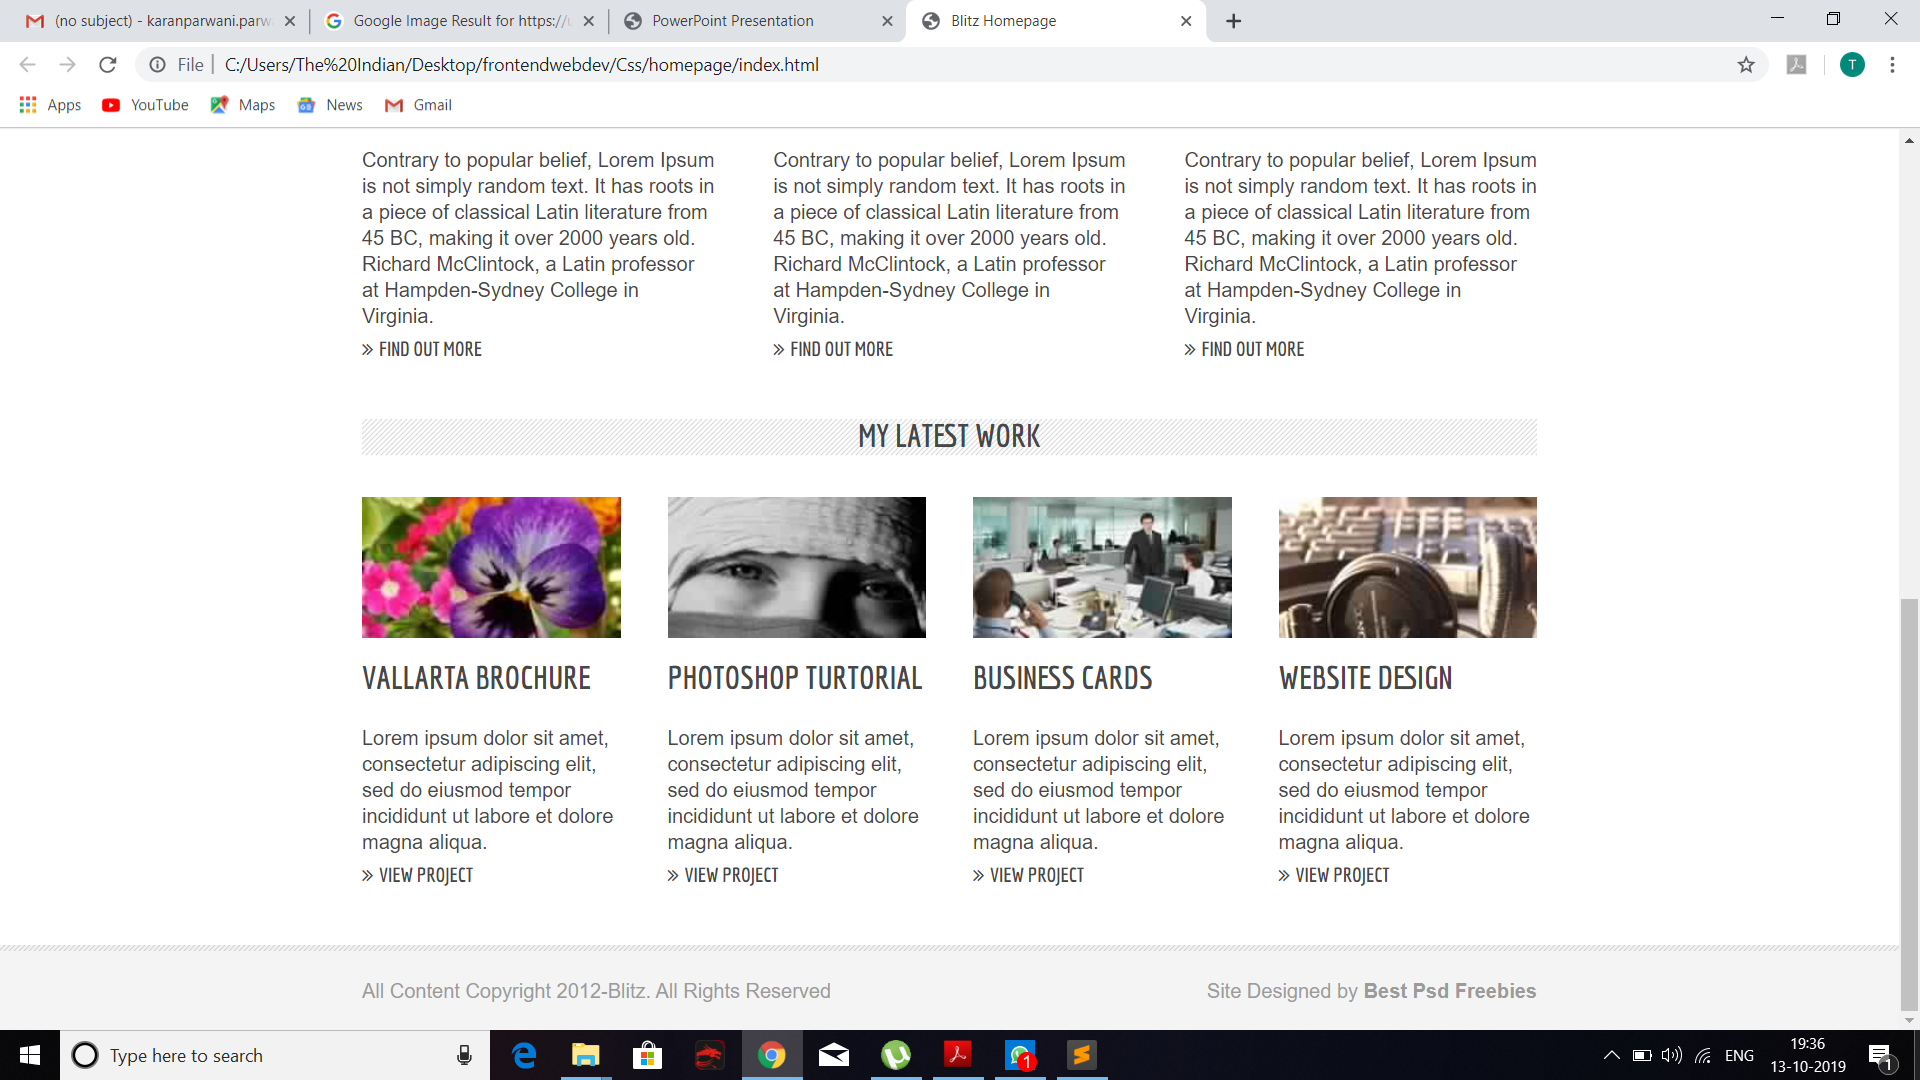 (no subject) - karanparwani.parw
Google Image Result for https://u
PowerPoint Presentation
Blitz Homepage
File
C:/Users/The%20Indian/Desktop/frontendwebdev/Css/homepage/index.html
T
Apps
YouTube
Maps
News
Gmail
Contrary to popular belief, Lorem Ipsum
is not simply random text. It has roots in
a piece of classical Latin literature from
45 BC, making it over 2000 years old.
Richard McClintock, a Latin professor
at Hampden-Sydney College in
Virginia.
» FIND OUT MORE
Contrary to popular belief, Lorem Ipsum
is not simply random text. It has roots in
a piece of classical Latin literature from
45 BC, making it over 2000 years old.
Richard McClintock, a Latin professor
at Hampden-Sydney College in
Virginia.
» FIND OUT MORE
Contrary to popular belief, Lorem Ipsum
is not simply random text. It has roots in
a piece of classical Latin literature from
45 BC, making it over 2000 years old.
Richard McClintock, a Latin professor
at Hampden-Sydney College in
Virginia.
» FIND OUT MORE
MY LATEST WORK
VALLARTA BROCHURE
Lorem ipsum dolor sit amet,
consectetur adipiscing elit,
sed do eiusmod tempor
incididunt ut labore et dolore
magna aliqua.
» VIEW PROJECT
PHOTOSHOP TURTORIAL
Lorem ipsum dolor sit amet,
consectetur adipiscing elit,
sed do eiusmod tempor
incididunt ut labore et dolore
magna aliqua.
» VIEW PROJECT
BUSINESS CARDS
Lorem ipsum dolor sit amet,
consectetur adipiscing elit,
sed do eiusmod tempor
incididunt ut labore et dolore
magna aliqua.
» VIEW PROJECT
WEBSITE DESIGN
Lorem ipsum dolor sit amet,
consectetur adipiscing elit,
sed do eiusmod tempor
incididunt ut labore et dolore
magna aliqua.
» VIEW PROJECT
All Content Copyright 2012-Blitz. All Rights Reserved
Site Designed by Best Psd Freebies
Type here to search
1
ENG
19:36
13-10-2019
1